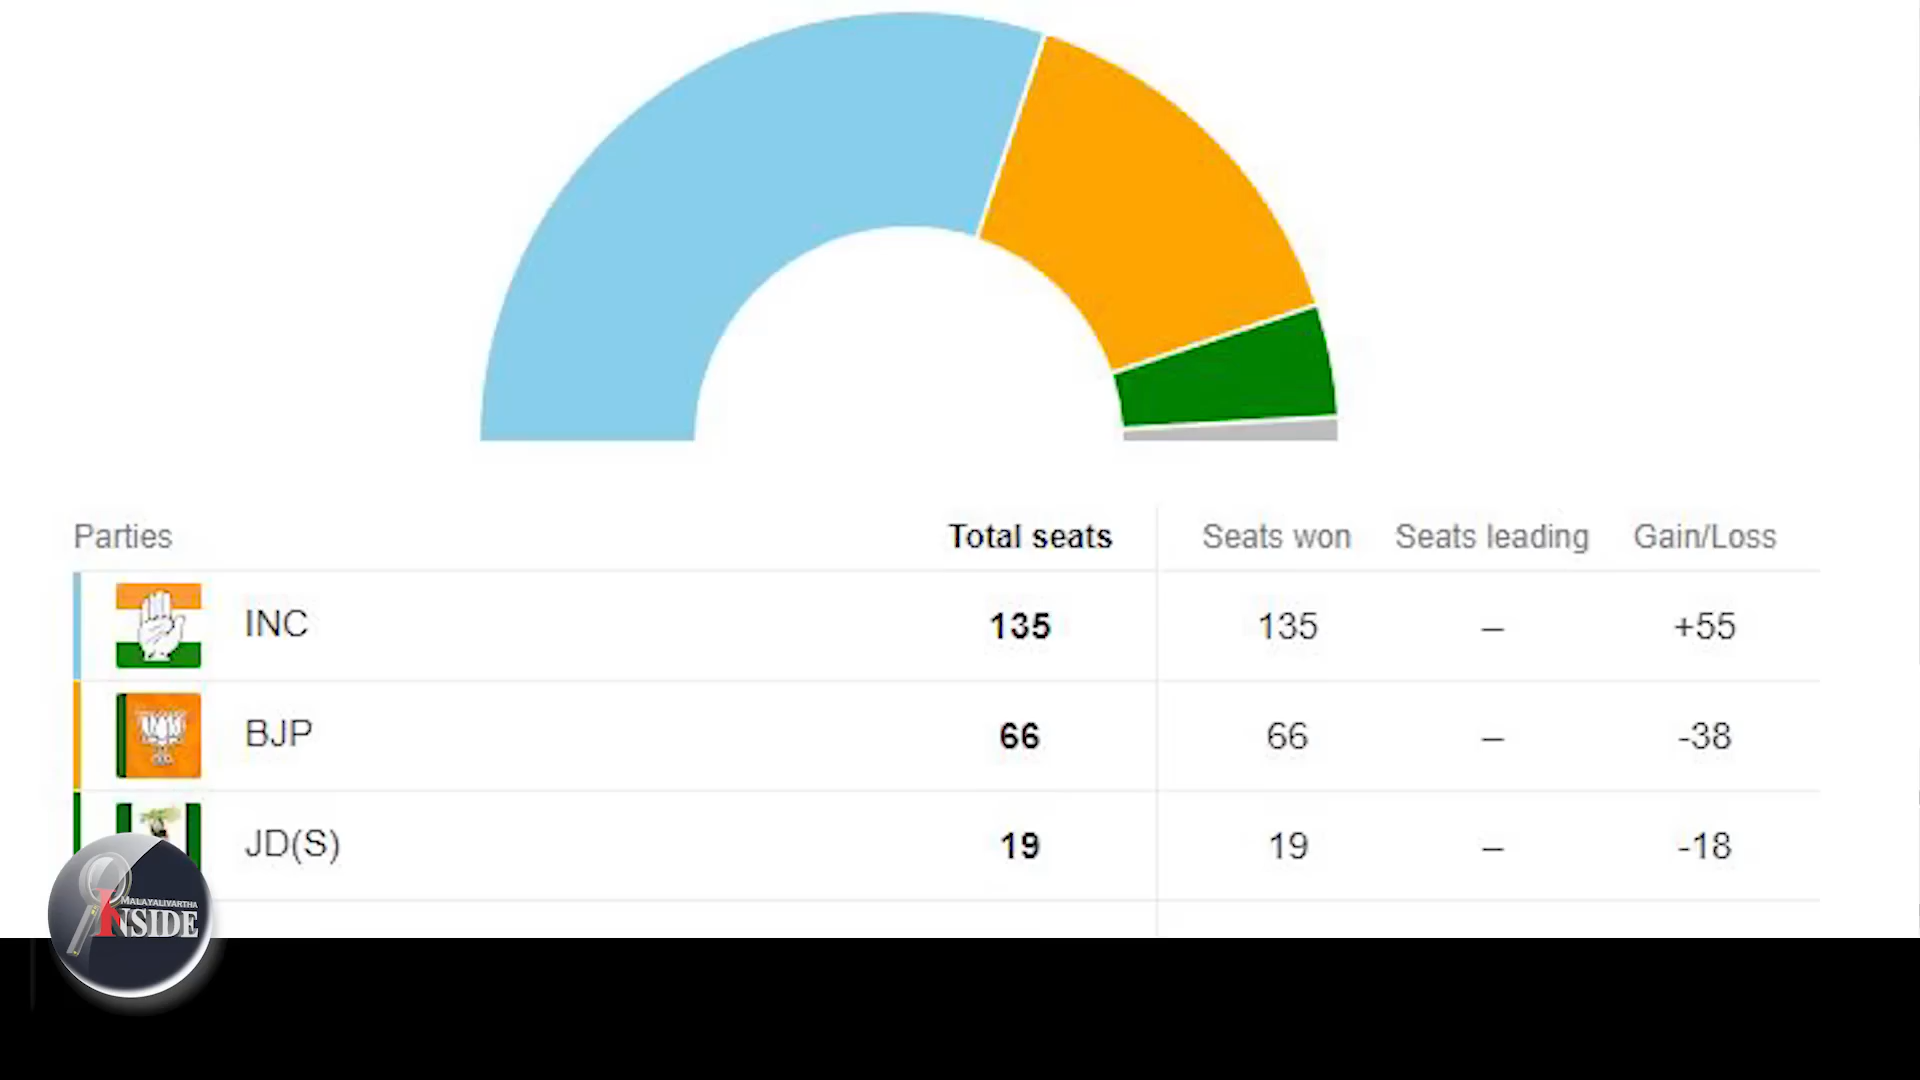 Parties Total seats Seats won Seats leading Gain/Loss
INC 135 135 – +55
BJP 66 66 – -38
JD(S) 19 19 – -18
MALAYALIVARTHA
INSIDE